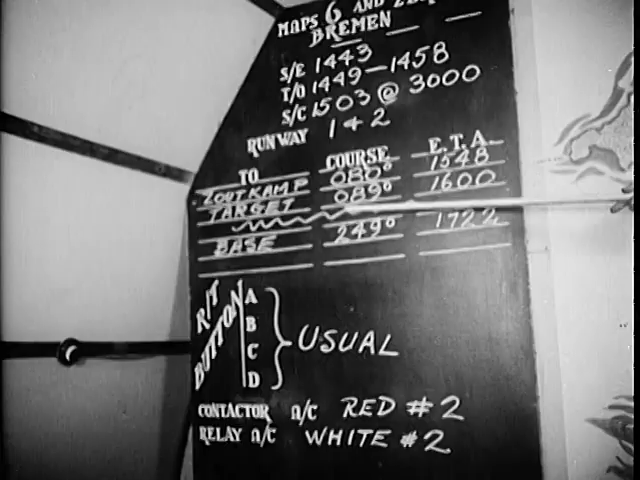 MAPS 6 AND
BREMEN
S/E 1443
T/O 1449-1458
S/C 1503 @ 3000
RUNWAY 1 & 2
TO COURSE E.T.A.
ZOUTKAMP 080° 1548
TARGET 089° 1600
BASE 249° 1722
R/T BUTTON
A
B
C
D
USUAL
CONTACTOR A/C RED #2
RELAY A/C WHITE #2